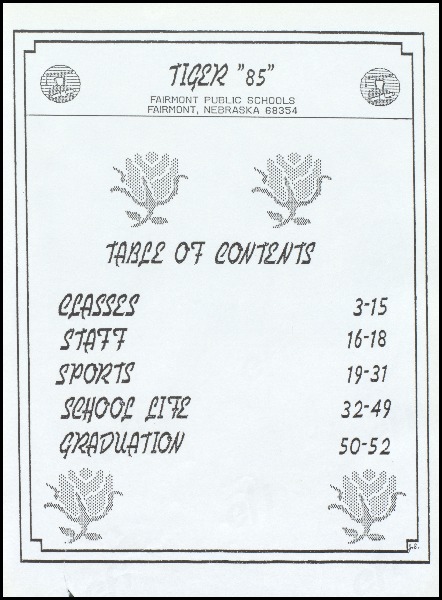 TIGER "85"
FAIRMONT PUBLIC SCHOOLS
FAIRMONT, NEBRASKA 68354
TABLE OF CONTENTS
CLASSES 3-15
STAFF 16-18
SPORTS 19-31
SCHOOL LIFE 32-49
GRADUATION 50-52